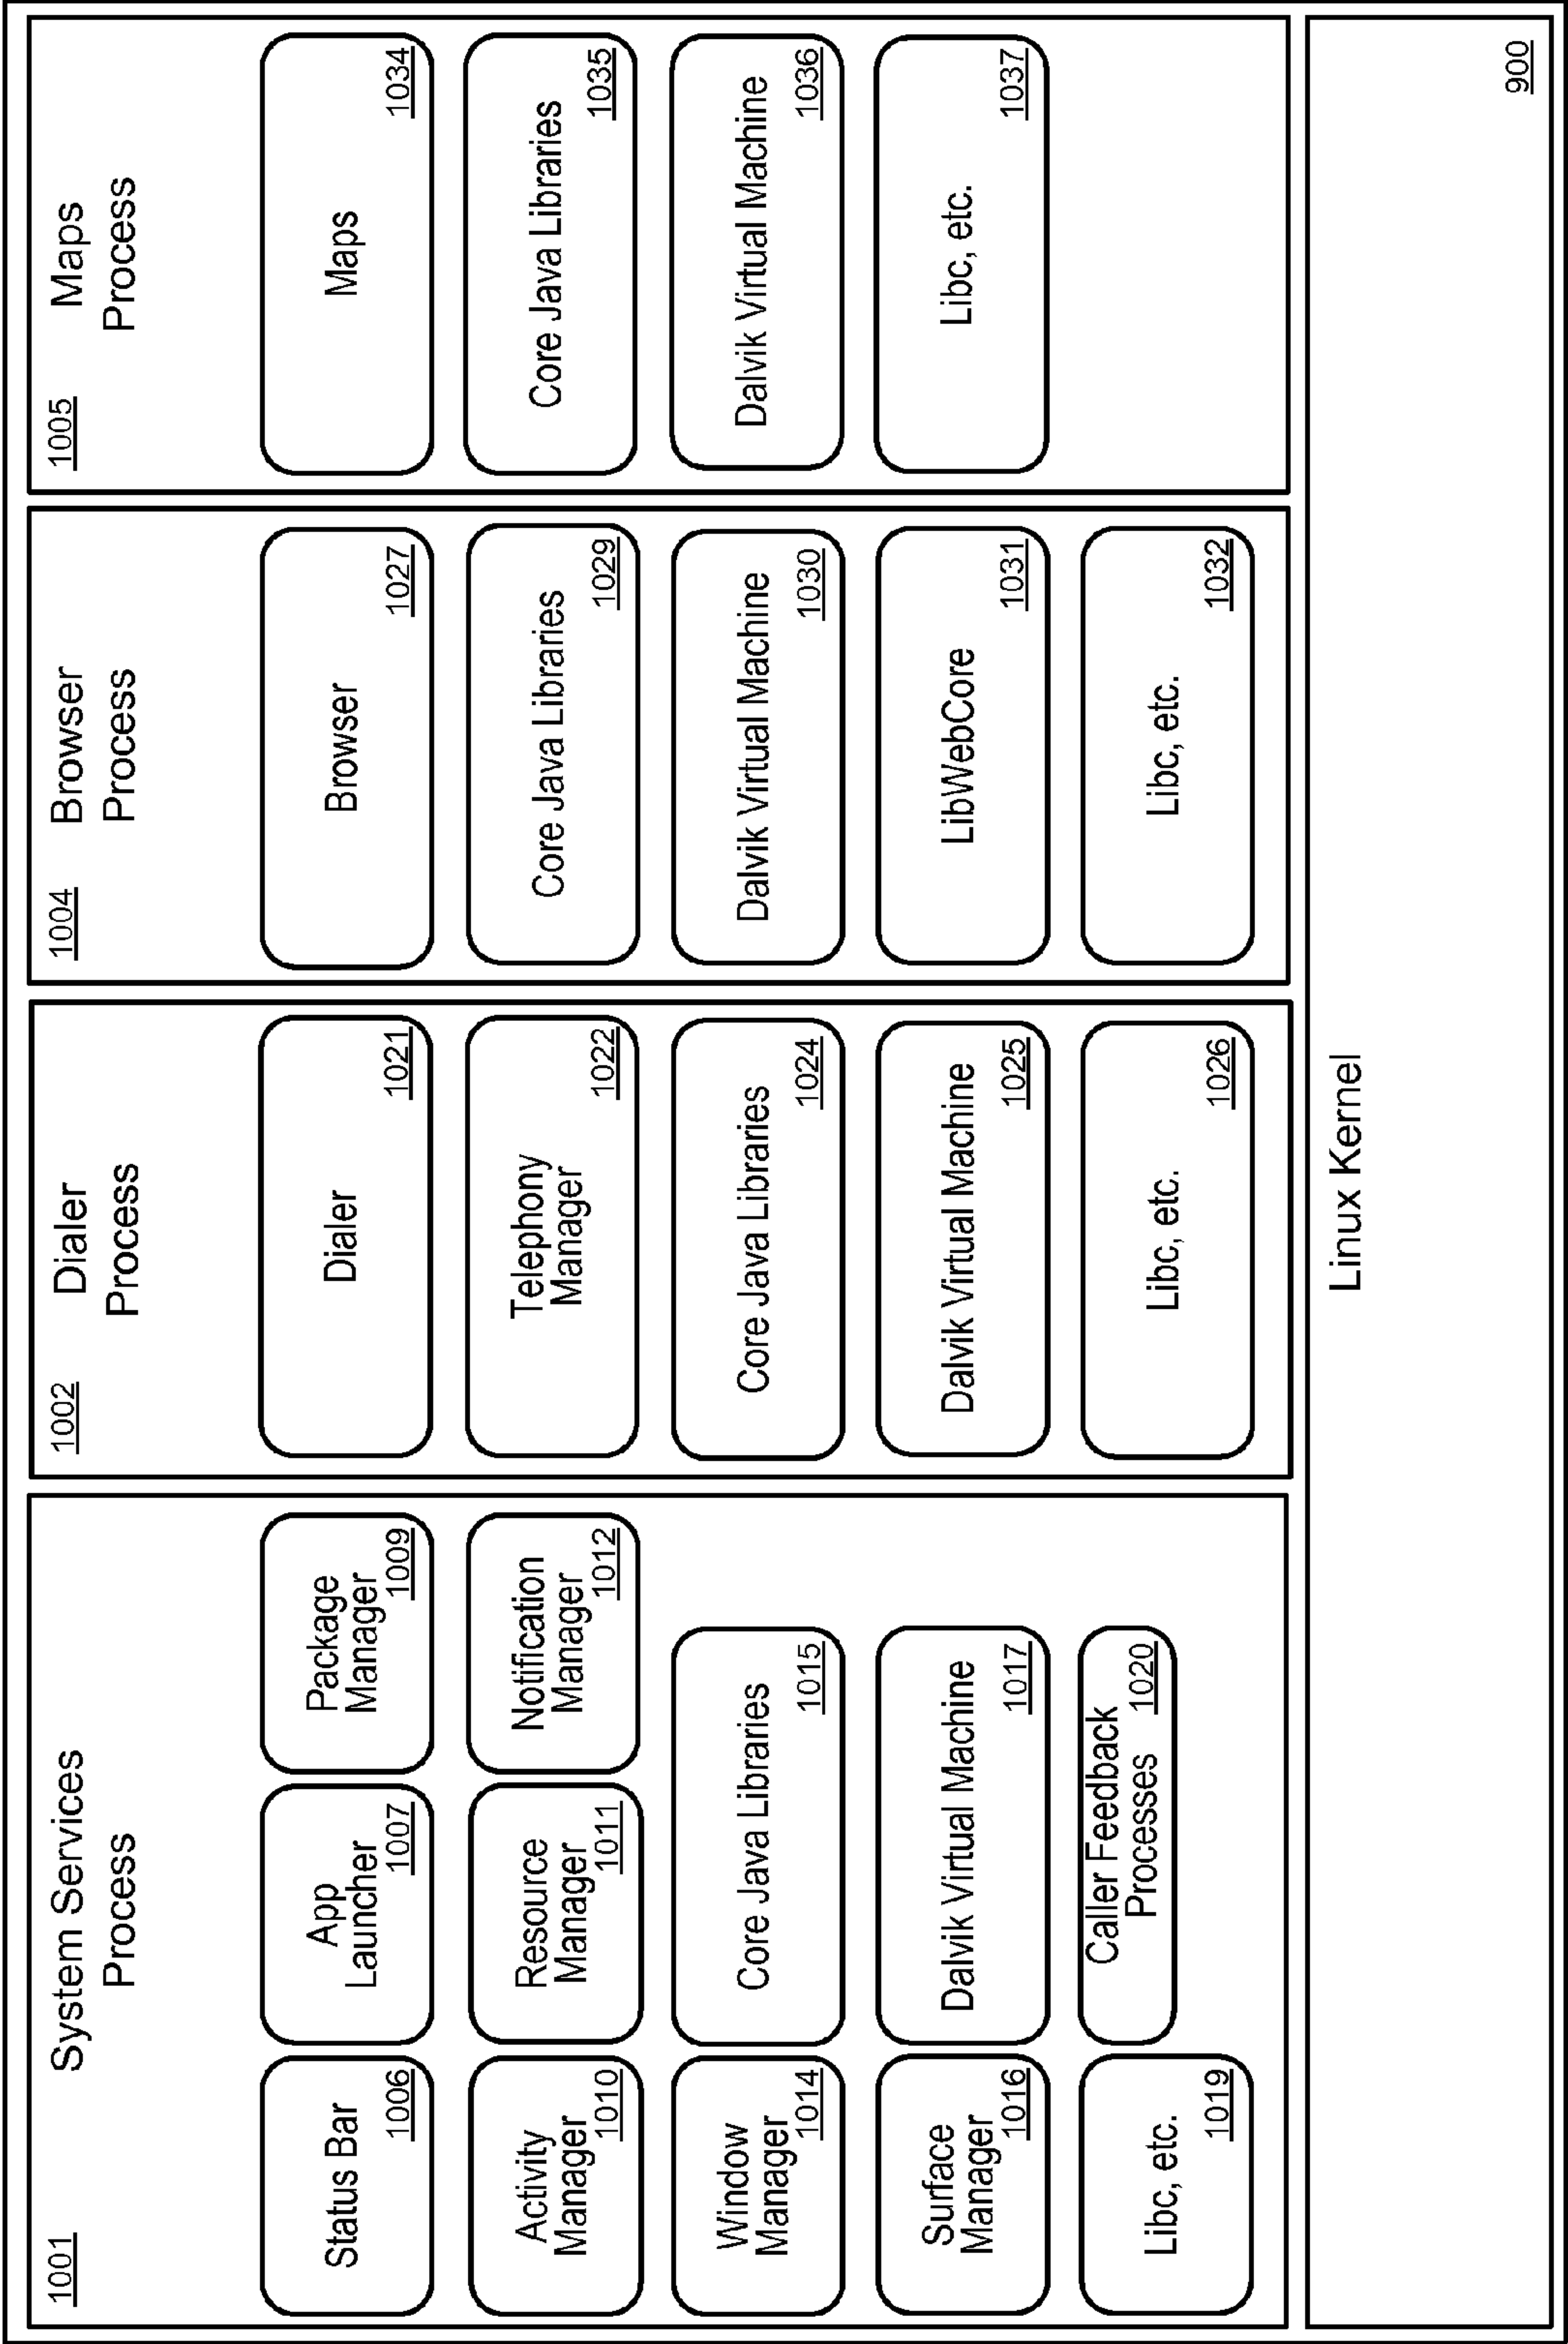 1001
System Services
Process
Status Bar
1006
App
Launcher
1007
Package
Manager
1009
Activity
Manager
1010
Resource
Manager
1011
Notification
Manager
1012
Window
Manager
1014
Core Java Libraries
1015
Surface
Manager
1016
Dalvik Virtual Machine
1017
Libc, etc.
1019
Caller Feedback
Processes
1020
1002
Dialer
Process
Dialer
1021
Telephony
Manager
1022
Core Java Libraries
1024
Dalvik Virtual Machine
1025
Libc, etc.
1026
1004
Browser
Process
Browser
1027
Core Java Libraries
1029
Dalvik Virtual Machine
1030
LibWebCore
1031
Libc, etc.
1032
1005
Maps
Process
Maps
1034
Core Java Libraries
1035
Dalvik Virtual Machine
1036
Libc, etc.
1037
Linux Kernel
900